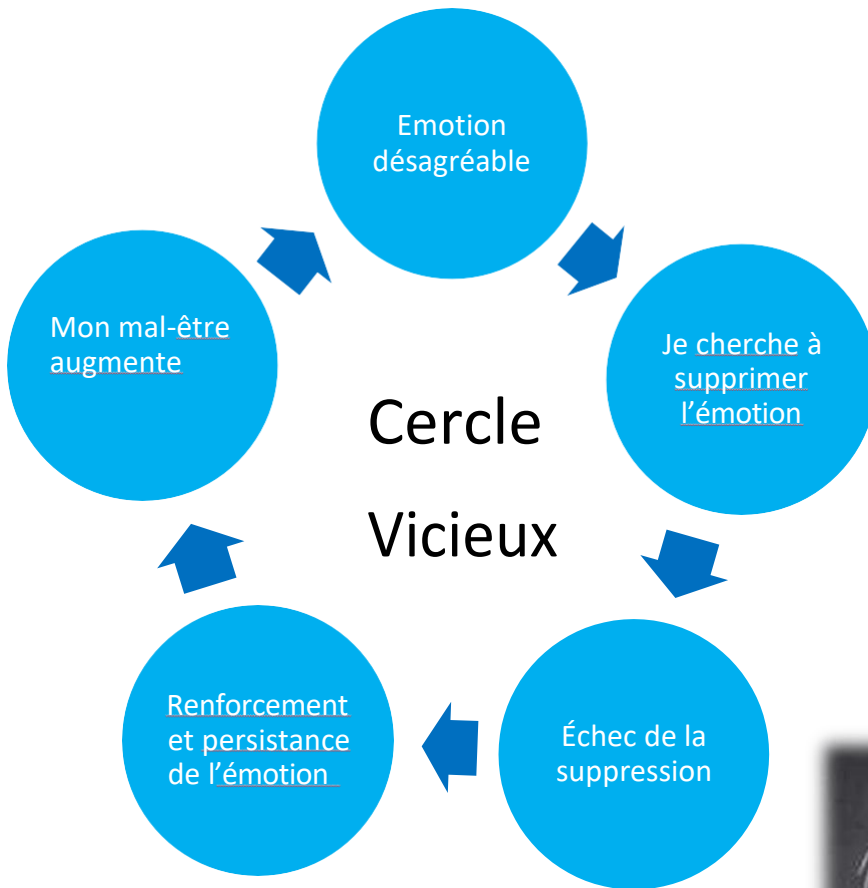 Emotion
désagréable
Je cherche à
supprimer
l’émotion
Échec de la
suppression
Renforcement
et persistance
de l’émotion
Mon mal-être
augmente
Cercle
Vicieux